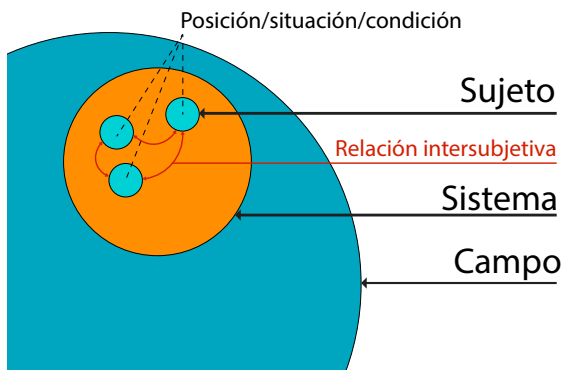 Posición/situación/condición
Sujeto
Relación intersubjetiva
Sistema
Campo